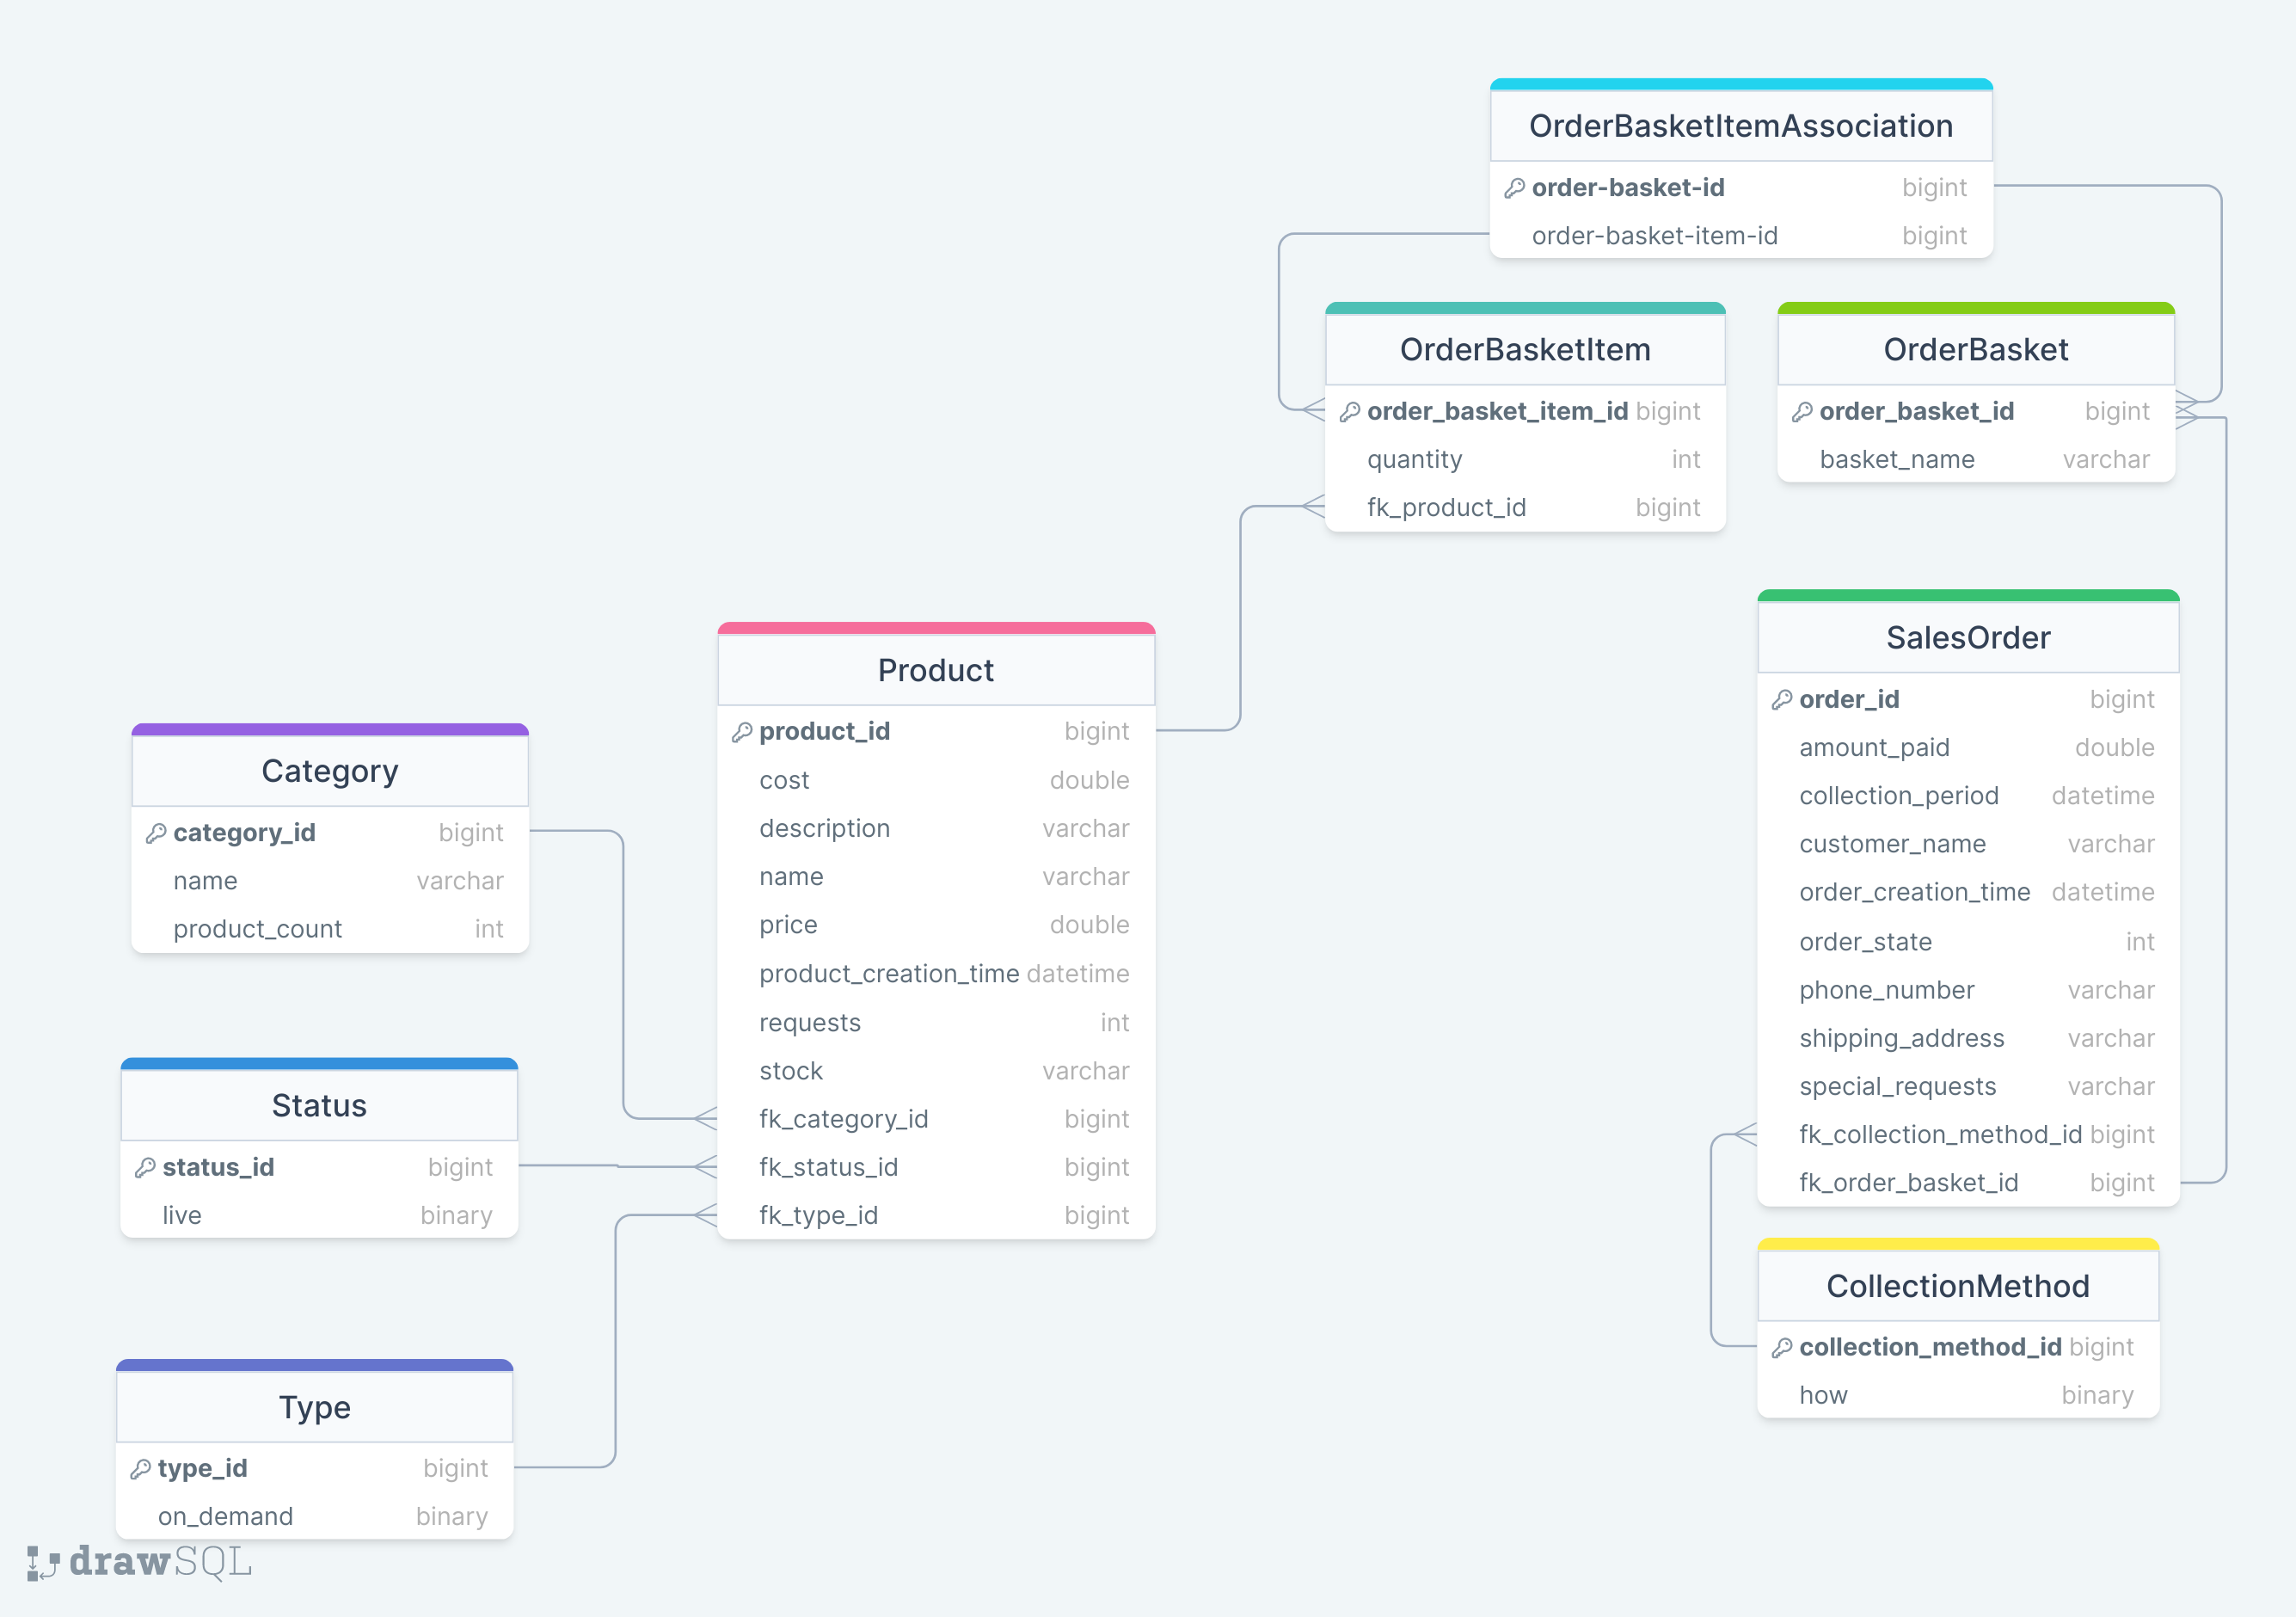 OrderBasketItemAssociation
order-basket-id bigint
order-basket-item-id bigint
OrderBasketItem
order_basket_item_id bigint
quantity int
fk_product_id bigint
OrderBasket
order_basket_id bigint
basket_name varchar
Product
product_id bigint
cost double
description varchar
name varchar
price double
product_creation_time datetime
requests int
stock varchar
fk_category_id bigint
fk_status_id bigint
fk_type_id bigint
SalesOrder
order_id bigint
amount_paid double
collection_period datetime
customer_name varchar
order_creation_time datetime
order_state int
phone_number varchar
shipping_address varchar
special_requests varchar
fk_collection_method_id bigint
fk_order_basket_id bigint
Category
category_id bigint
name varchar
product_count int
Status
status_id bigint
live binary
CollectionMethod
collection_method_id bigint
how binary
Type
type_id bigint
on_demand binary
drawSQL